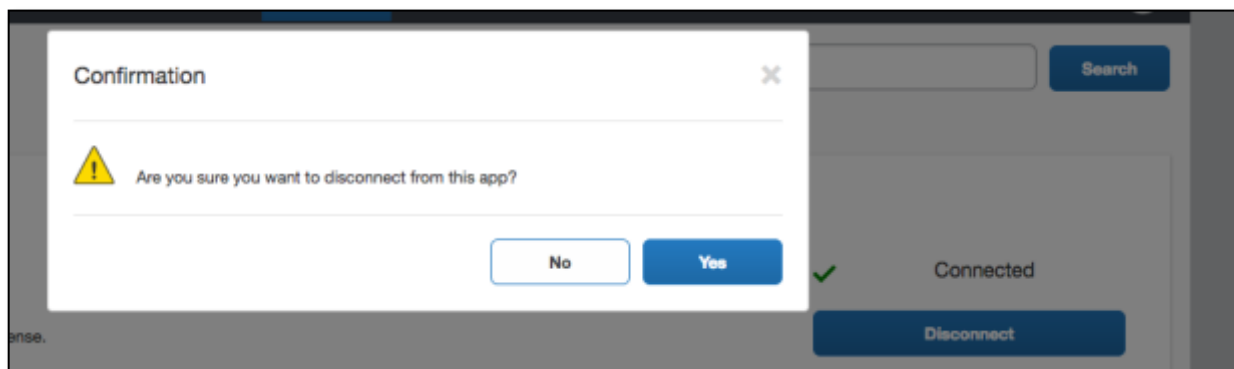 Confirmation
Search
Are you sure you want to disconnect from this app?
No
Yes
Connected
Disconnect
ense.